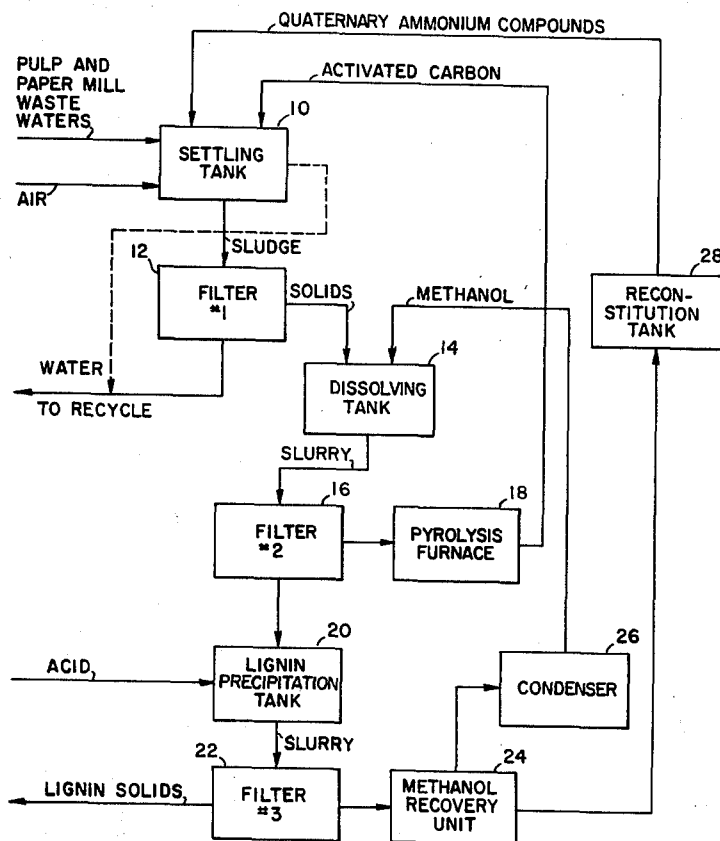 QUATERNARY AMMONIUM COMPOUNDS
PULP AND
PAPER MILL
WASTE
WATERS
ACTIVATED CARBON
10
SETTLING
TANK
AIR
SLUDGE
12
FILTER
#1
SOLIDS
METHANOL
28
RECON-
STITUTION
TANK
14
DISSOLVING
TANK
WATER
TO RECYCLE
SLURRY
16
FILTER
#2
18
PYROLYSIS
FURNACE
20
LIGNIN
PRECIPITATION
TANK
ACID
26
CONDENSER
SLURRY
22
FILTER
#3
LIGNIN SOLIDS
24
METHANOL
RECOVERY
UNIT